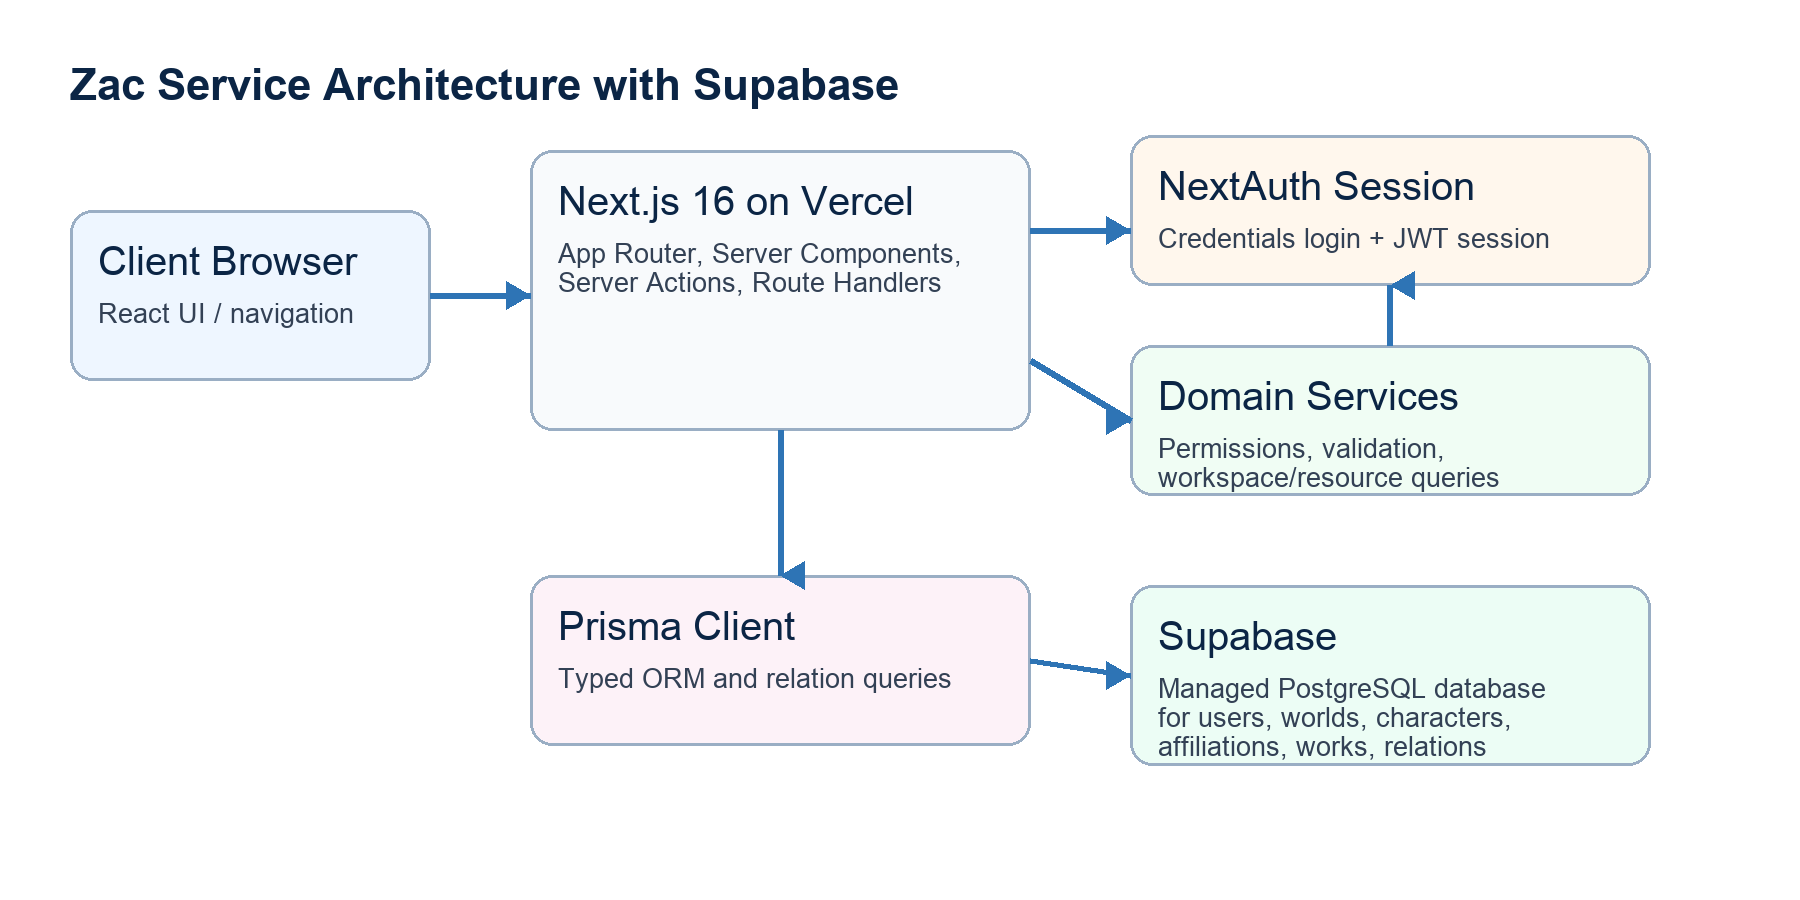 Zac Service Architecture with Supabase
Client Browser
React UI / navigation
Next.js 16 on Vercel
App Router, Server Components,
Server Actions, Route Handlers
NextAuth Session
Credentials login + JWT session
Domain Services
Permissions, validation,
workspace/resource queries
Prisma Client
Typed ORM and relation queries
Supabase
Managed PostgreSQL database
for users, worlds, characters,
affiliations, works, relations